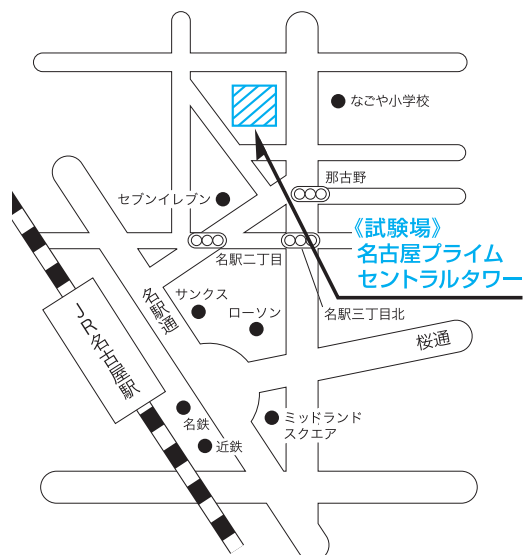 なごや小学校
那古野
セブンイレブン
《試験場》
名古屋プライム
セントラルタワー
名駅二丁目
名駅通
サンクス
ローソン
名駅三丁目北
桜通
JR名古屋駅
名鉄
近鉄
ミッドランド
スクエア